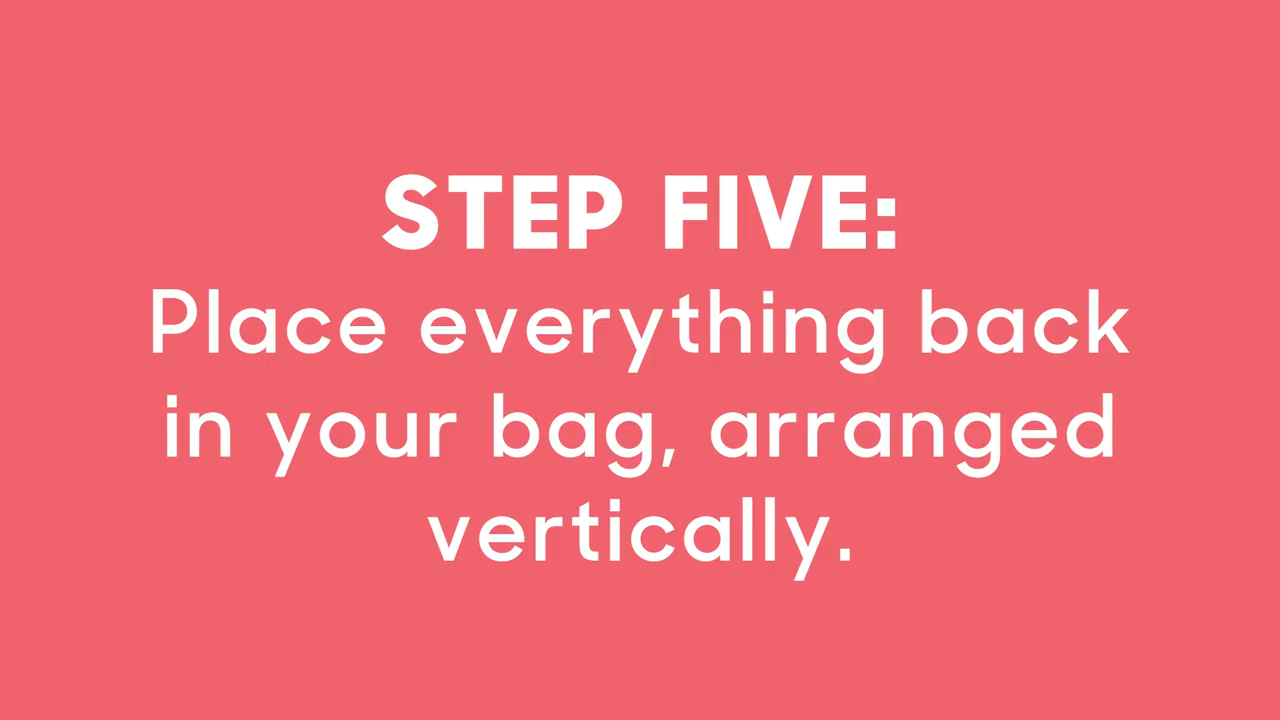 STEP FIVE:
Place everything back
in your bag, arranged
vertically.